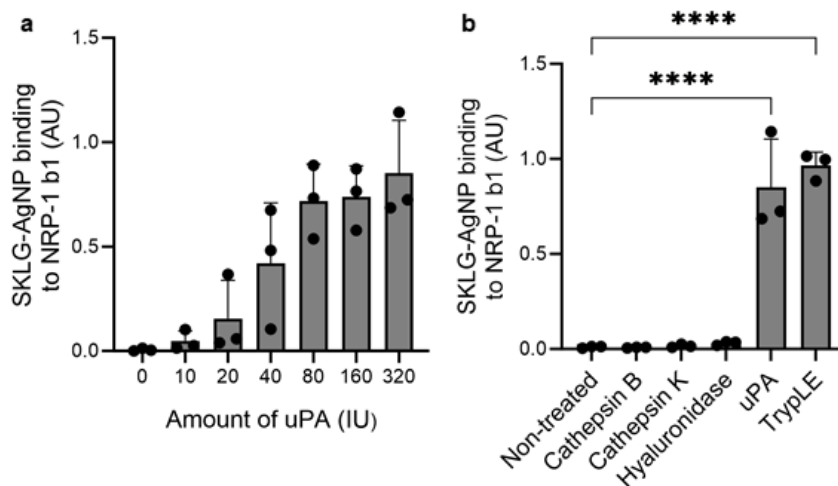 a
SKLG-AgNP binding
to NRP-1 b1 (AU)
1.5
1.0
0.5
0.0
0 10 20 40 80 160 320
Amount of uPA (IU)
b
****
****
SKLG-AgNP binding
to NRP-1 b1 (AU)
1.5
1.0
0.5
0.0
Non-treated
Cathepsin B
Cathepsin K
Hyaluronidase
uPA
TrypLE